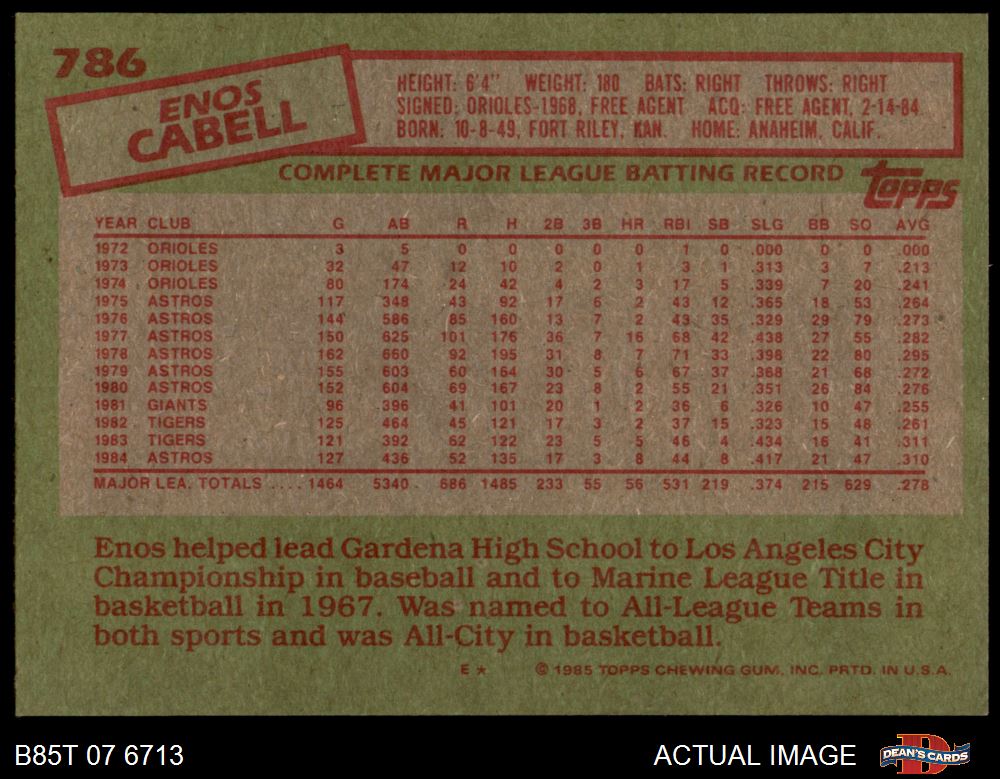 786
ENOS
CABELL
HEIGHT: 6'4" WEIGHT: 180 BATS: RIGHT THROWS: RIGHT
SIGNED: ORIOLES-1968, FREE AGENT ACQ: FREE AGENT, 2-14-84
BORN: 10-8-49, FORT RILEY, KAN. HOME: ANAHEIM, CALIF.
COMPLETE MAJOR LEAGUE BATTING RECORD
Topps
YEAR CLUB G AB R H 2B 3B HR RBI SB SLG BB SO AVG
1972 ORIOLES 3 5 0 0 0 0 0 1 0 .000 0 0 .000
1973 ORIOLES 32 47 12 10 2 0 1 3 1 .313 3 7 .213
1974 ORIOLES 80 174 24 42 4 2 3 17 5 .339 7 20 .241
1975 ASTROS 117 348 43 92 17 6 2 43 12 .365 18 53 .264
1976 ASTROS 144 586 85 160 13 7 2 43 35 .329 29 79 .273
1977 ASTROS 150 625 101 176 36 7 16 68 42 .438 27 55 .282
1978 ASTROS 162 660 92 195 31 8 7 71 33 .398 22 80 .295
1979 ASTROS 155 603 60 164 30 5 6 67 37 .368 21 68 .272
1980 ASTROS 152 604 69 167 23 8 2 55 21 .351 26 84 .276
1981 GIANTS 96 396 41 101 20 1 2 36 6 .326 10 47 .255
1982 TIGERS 125 464 45 121 17 3 2 37 15 .323 15 48 .261
1983 TIGERS 121 392 62 122 23 5 5 46 4 .434 16 41 .311
1984 ASTROS 127 436 52 135 17 3 8 44 8 .417 21 47 .310
MAJOR LEA. TOTALS .... 1464 5340 686 1485 233 55 56 531 219 .374 215 629 .278
Enos helped lead Gardena High School to Los Angeles City
Championship in baseball and to Marine League Title in
basketball in 1967. Was named to All-League Teams in
both sports and was All-City in basketball.
E * © 1985 TOPPS CHEWING GUM, INC. PRTD. IN U.S.A.
B85T 07 6713 ACTUAL IMAGE DEAN'S CARDS